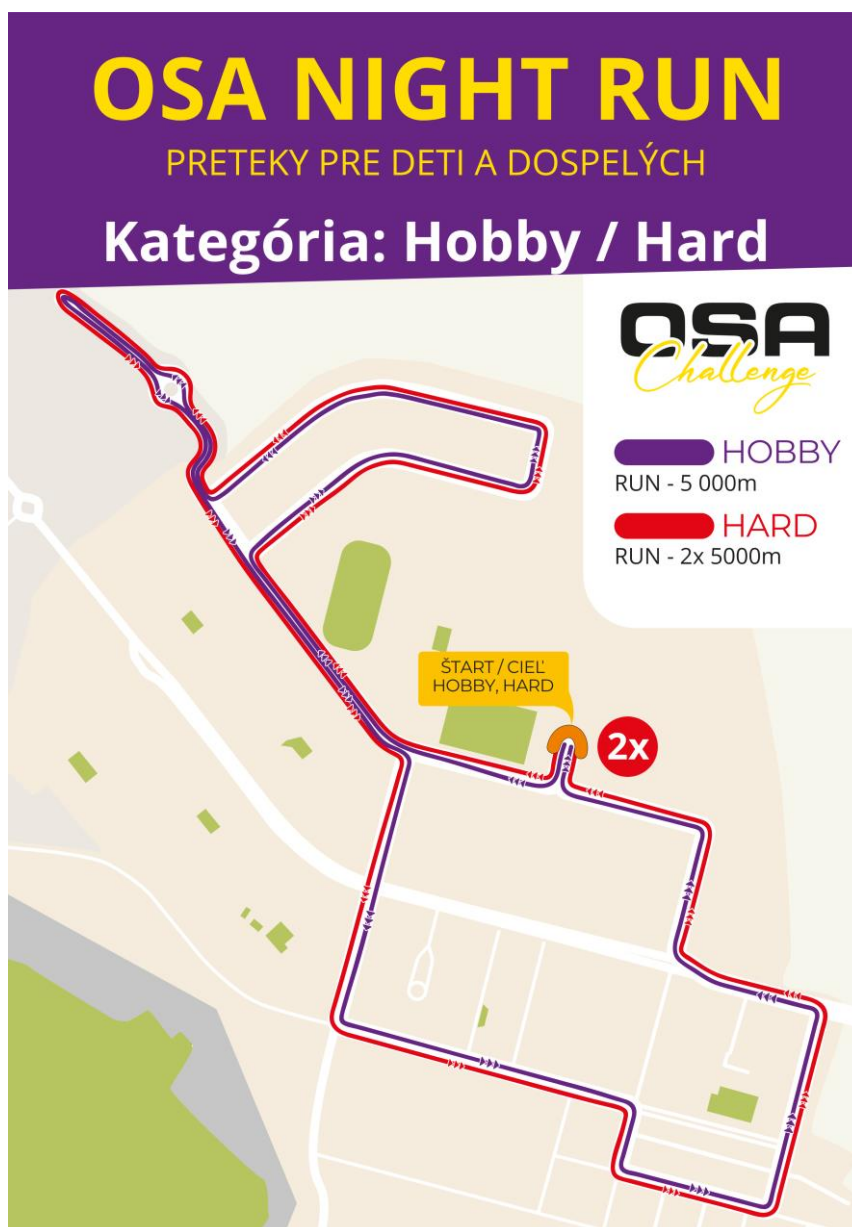 OSA NIGHT RUN
PRETEKY PRE DETI A DOSPELÝCH
Kategória: Hobby / Hard
OSA
Challenge
HOBBY
RUN - 5 000m
HARD
RUN - 2x 5000m
ŠTART / CIEĽ
HOBBY, HARD
2x